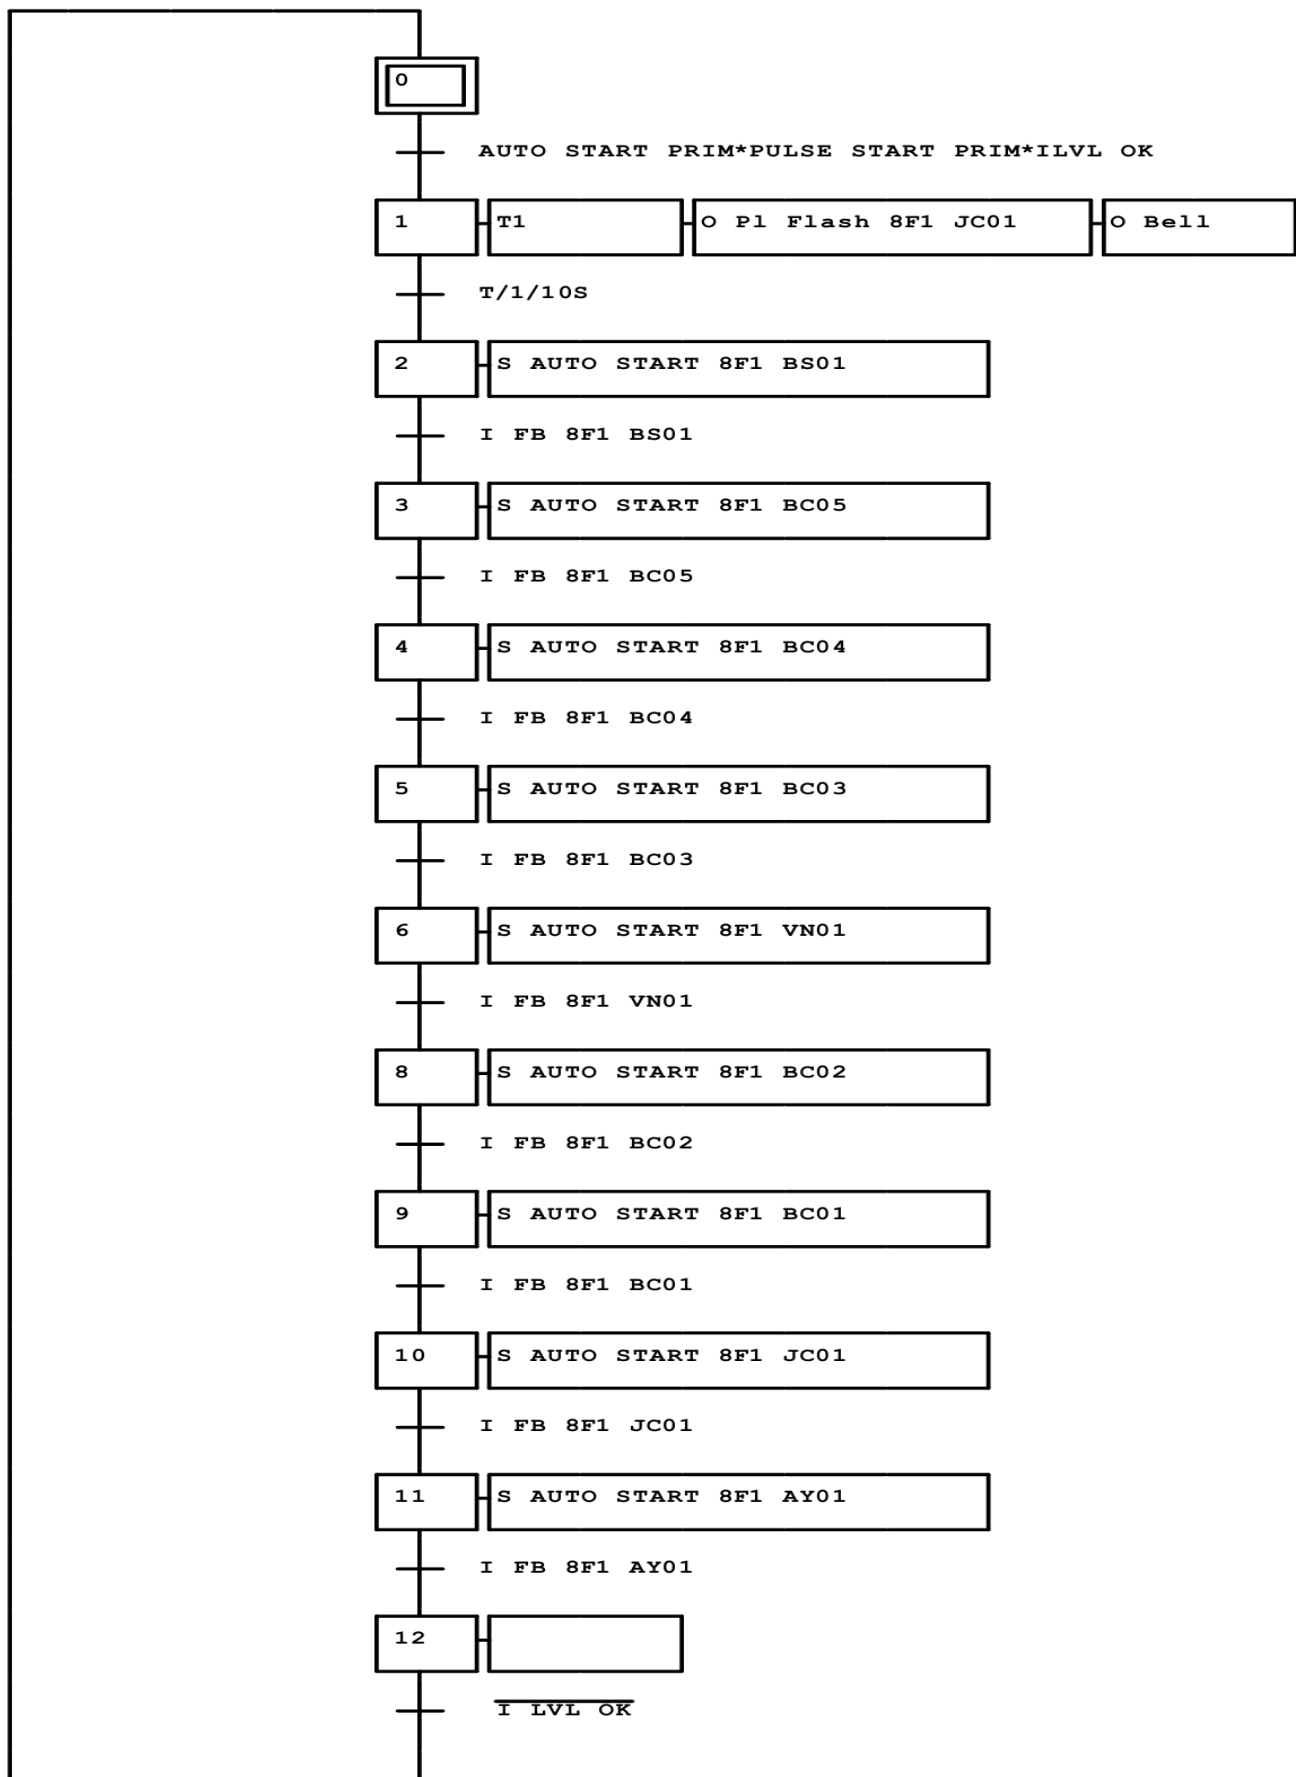 0
AUTO START PRIM*PULSE START PRIM*ILVL OK
1 T1 O Pl Flash 8F1 JC01 O Bell
T/1/10S
2 S AUTO START 8F1 BS01
I FB 8F1 BS01
3 S AUTO START 8F1 BC05
I FB 8F1 BC05
4 S AUTO START 8F1 BC04
I FB 8F1 BC04
5 S AUTO START 8F1 BC03
I FB 8F1 BC03
6 S AUTO START 8F1 VN01
I FB 8F1 VN01
8 S AUTO START 8F1 BC02
I FB 8F1 BC02
9 S AUTO START 8F1 BC01
I FB 8F1 BC01
10 S AUTO START 8F1 JC01
I FB 8F1 JC01
11 S AUTO START 8F1 AY01
I FB 8F1 AY01
12
I LVL OK